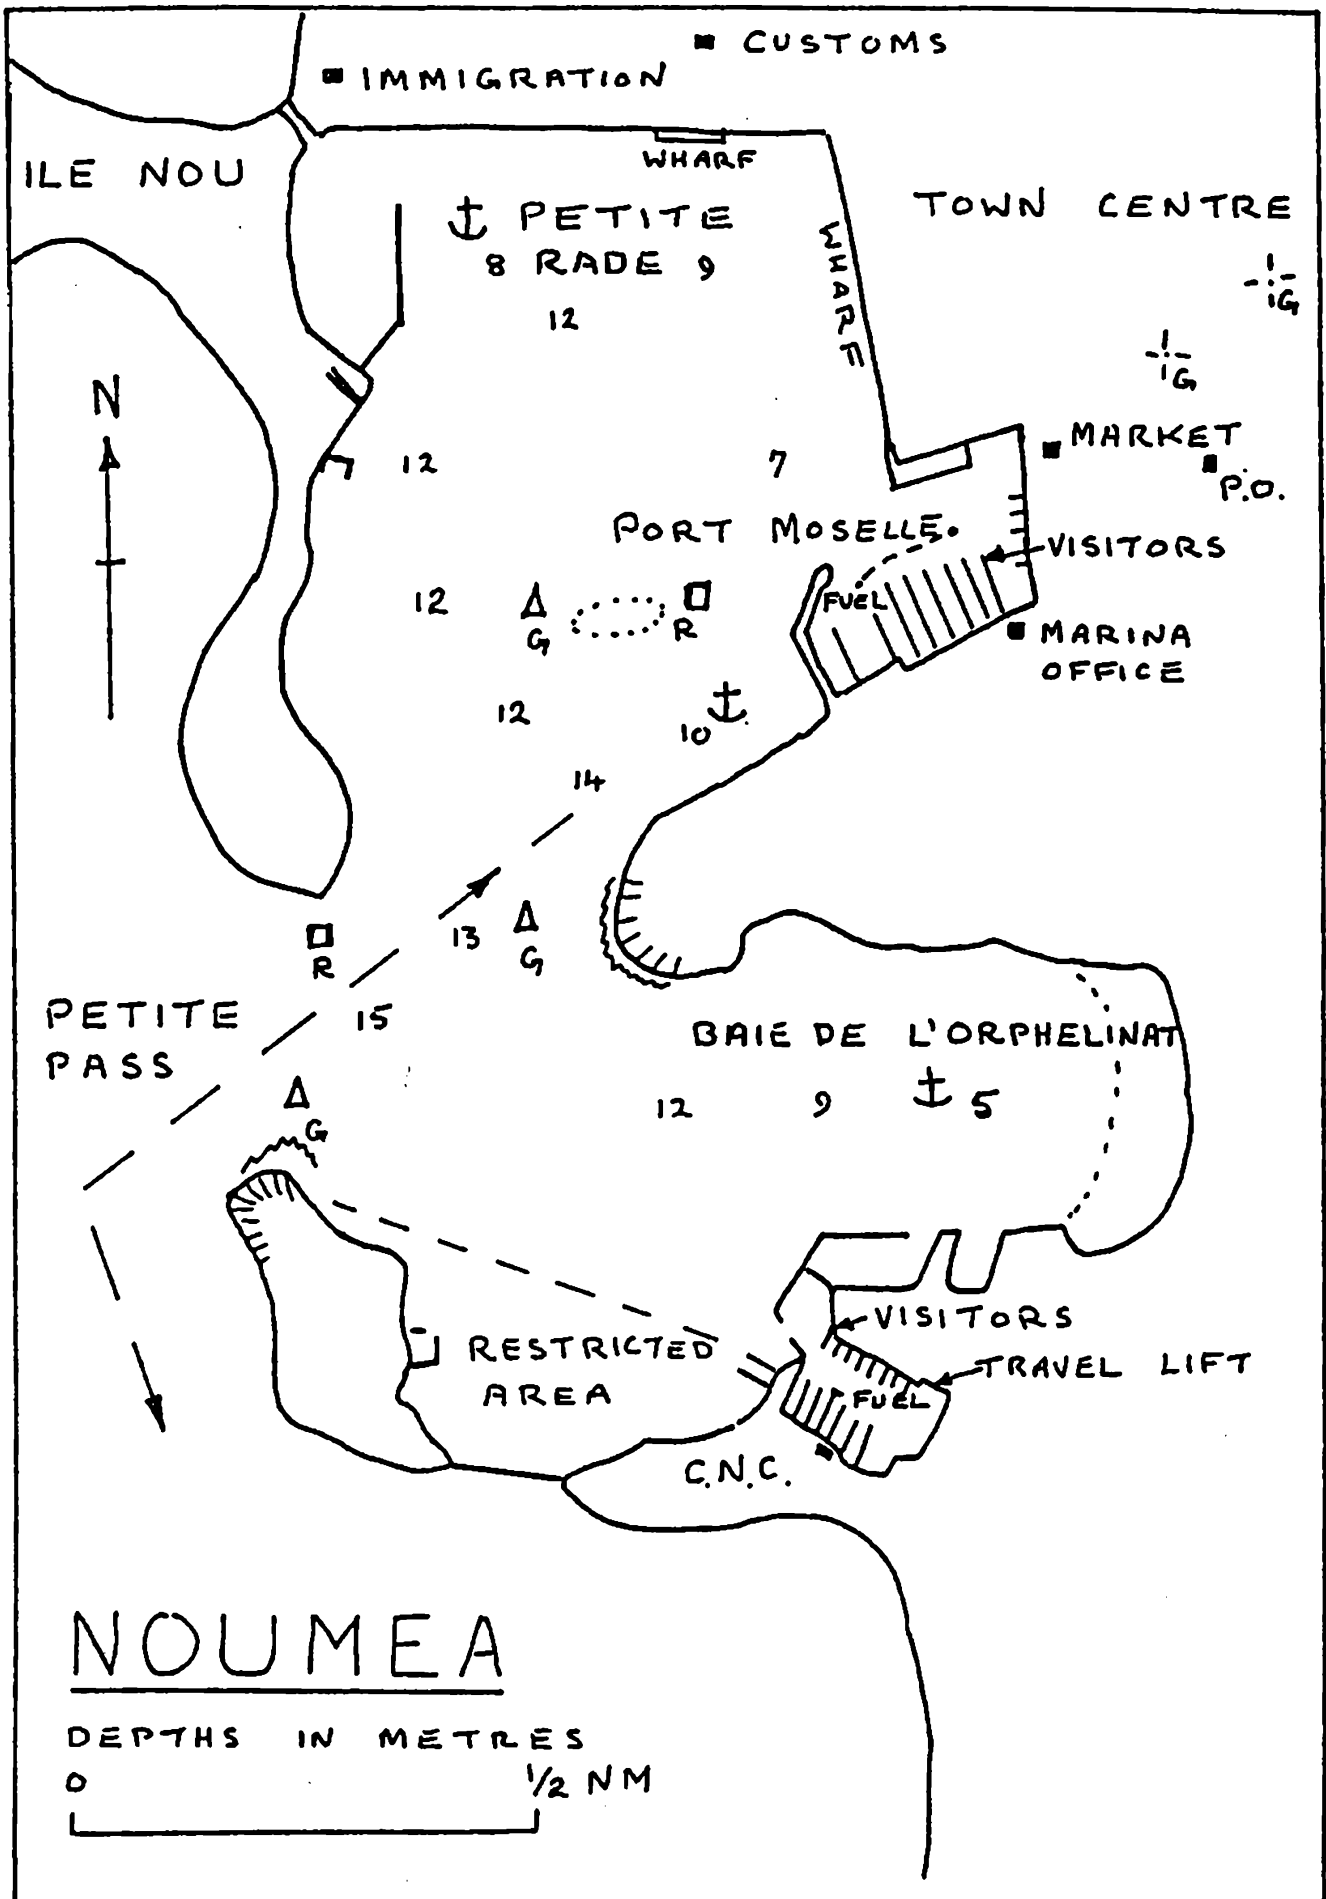 CUSTOMS
IMMIGRATION
WHARF
ILE NOU
TOWN CENTRE
PETITE
8 RADE 9
WHARF
12
G
G
N
MARKET
12
7
P.O.
PORT MOSELLE
VISITORS
12
G
R
FUEL
MARINA
OFFICE
12
10
14
13
G
R
15
PETITE
PASS
BAIE DE L'ORPHELINAT
12 9 5
G
VISITORS
RESTRICTED
AREA
TRAVEL LIFT
FUEL
C.N.C.
NOUMEA
DEPTHS IN METRES
0 1/2 NM